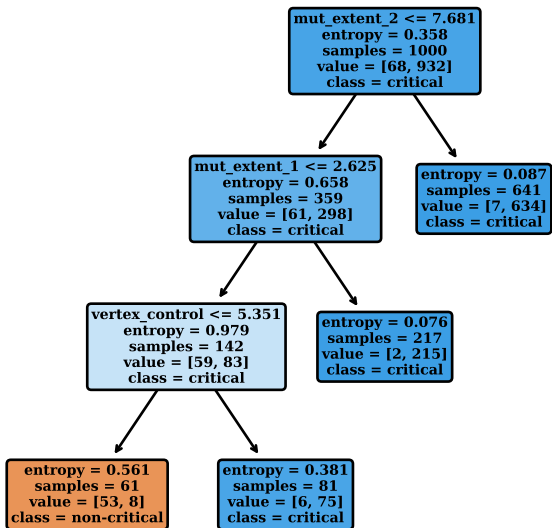 mut_extent_2 <= 7.681
entropy = 0.358
samples = 1000
value = [68, 932]
class = critical
mut_extent_1 <= 2.625
entropy = 0.658
samples = 359
value = [61, 298]
class = critical
entropy = 0.087
samples = 641
value = [7, 634]
class = critical
vertex_control <= 5.351
entropy = 0.979
samples = 142
value = [59, 83]
class = critical
entropy = 0.076
samples = 217
value = [2, 215]
class = critical
entropy = 0.561
samples = 61
value = [53, 8]
class = non-critical
entropy = 0.381
samples = 81
value = [6, 75]
class = critical